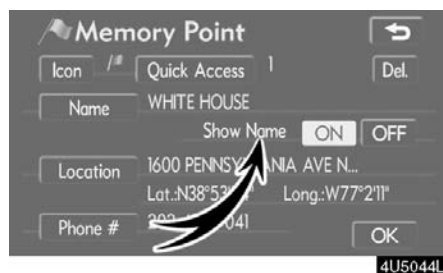 Memory Point
Icon Quick Access 1 Del.
Name WHITE HOUSE
Show Name ON OFF
Location 1600 PENNSY ANIA AVE N...
Lat.:N38°53' Long.:W77°2'11"
Phone # 041
OK
4U5044L